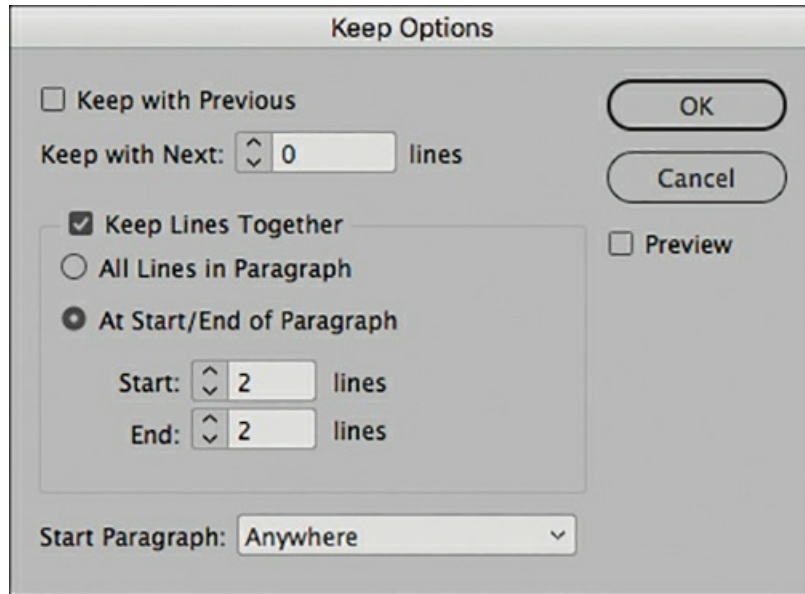 Keep Options
Keep with Previous
OK
Keep with Next: 0 lines
Cancel
Keep Lines Together
Preview
All Lines in Paragraph
At Start/End of Paragraph
Start: 2 lines
End: 2 lines
Start Paragraph: Anywhere